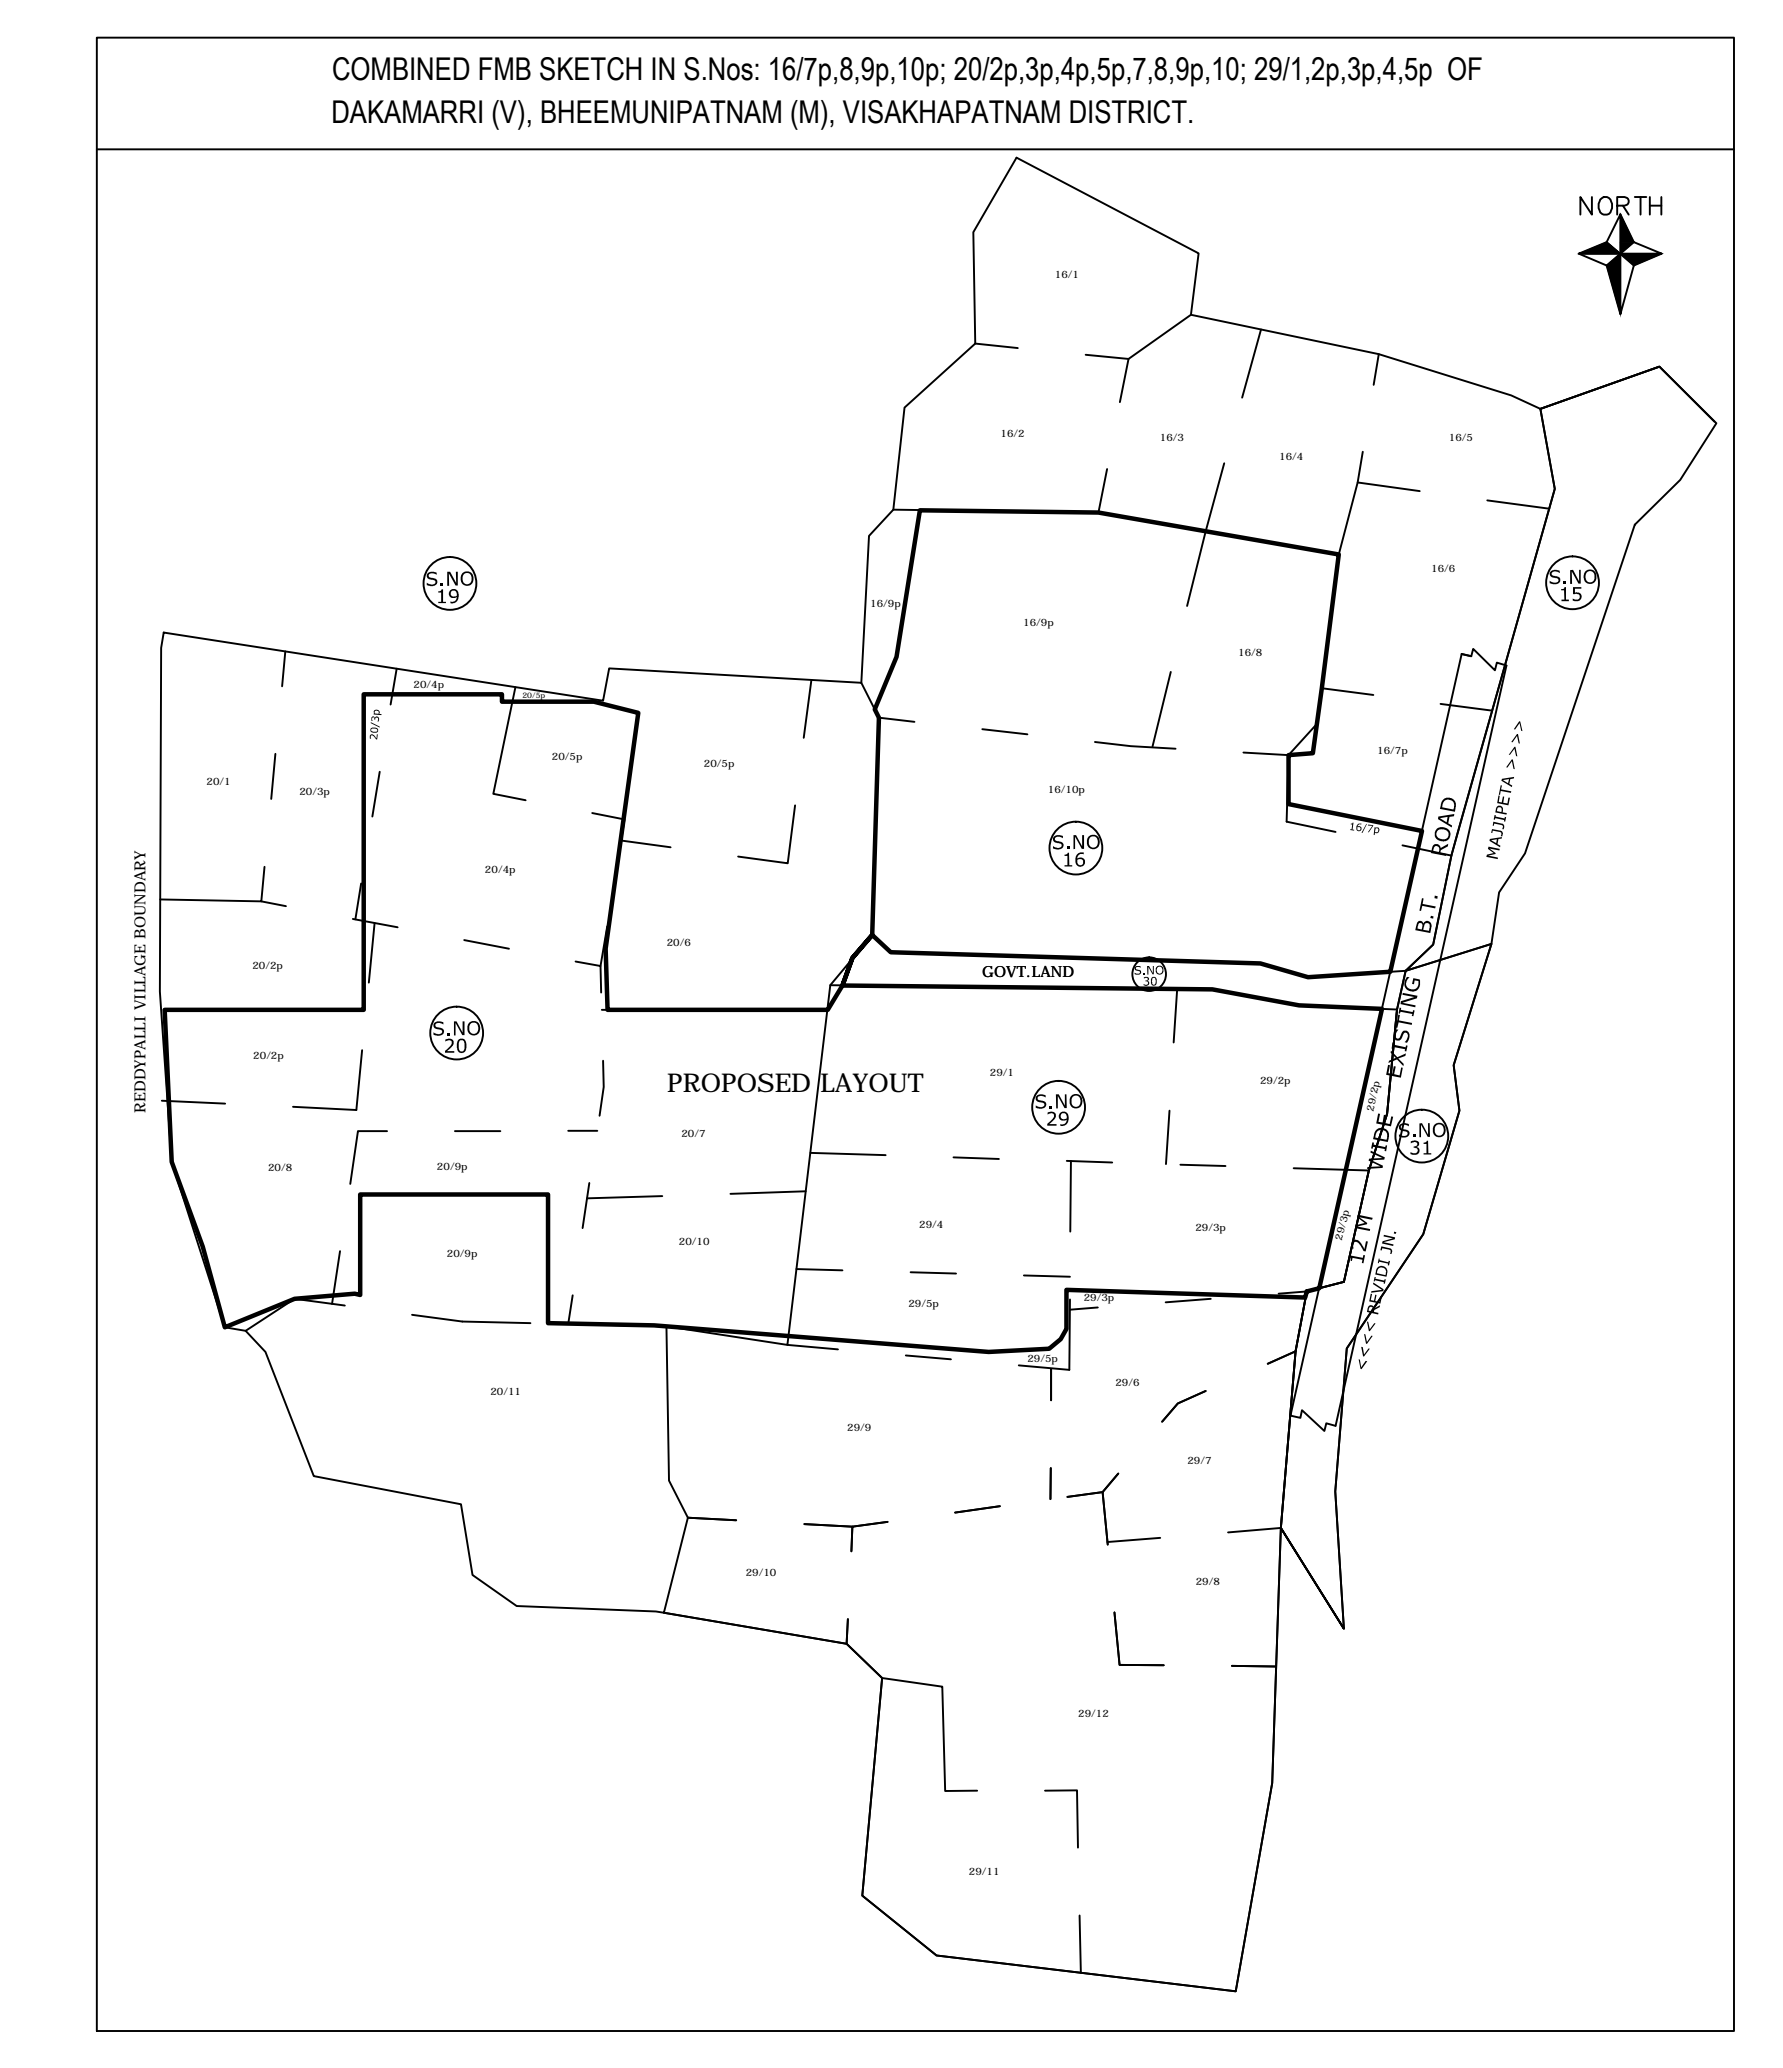 COMBINED FMB SKETCH IN S.Nos: 16/7p,8,9p,10p; 20/2p,3p,4p,5p,7,8,9p,10; 29/1,2p,3p,4,5p OF
DAKAMARRI (V), BHEEMUNIPATNAM (M), VISAKHAPATNAM DISTRICT.
NORTH
16/1
16/2
16/3
16/4
16/5
16/6
S.NO
19
S.NO
15
16/9p
16/9p
16/8
16/7p
16/10p
16/7p
S.NO
16
20/4p
20/5p
20/3p
20/1
20/3p
20/5p
20/5p
20/4p
20/6
20/2p
REDDYPALLI VILLAGE BOUNDARY
GOVT.LAND
S.NO
30
MAJJIPETA >>>>
12 M WIDE EXISTING B.T. ROAD
<<<< REVIDI JN.
20/2p
S.NO
20
PROPOSED LAYOUT
29/1
S.NO
29
29/2p
29/2p
S.NO
31
20/7
20/8
20/9p
20/9p
20/10
29/4
29/3p
29/3p
29/5p
29/3p
29/5p
29/6
20/11
29/9
29/7
29/10
29/8
29/12
29/11